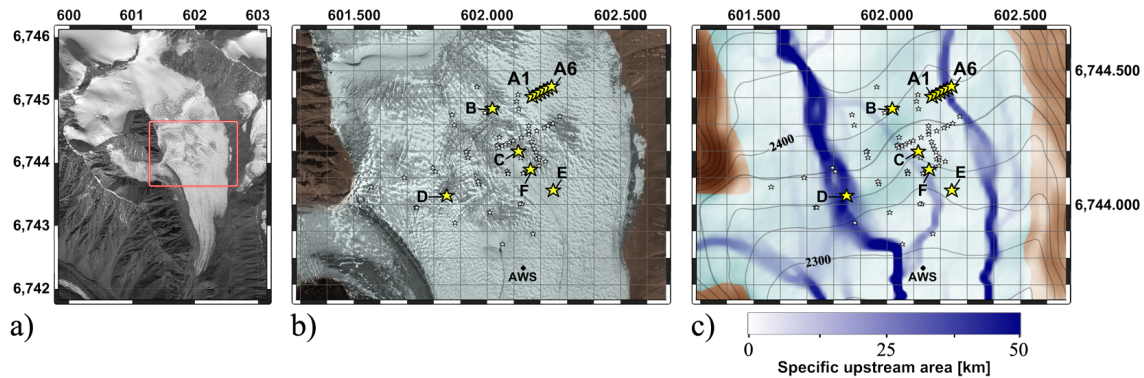 600 601 602 603
6,746
6,745
6,744
6,743
6,742
a)
601.500 602.000 602.500
A1 A6
B
C
D
E
F
AWS
b)
601.500 602.000 602.500
6,744.500
6,744.000
A1 A6
B
2400
C
D
E
F
2300
AWS
c)
0 25 50
Specific upstream area [km]